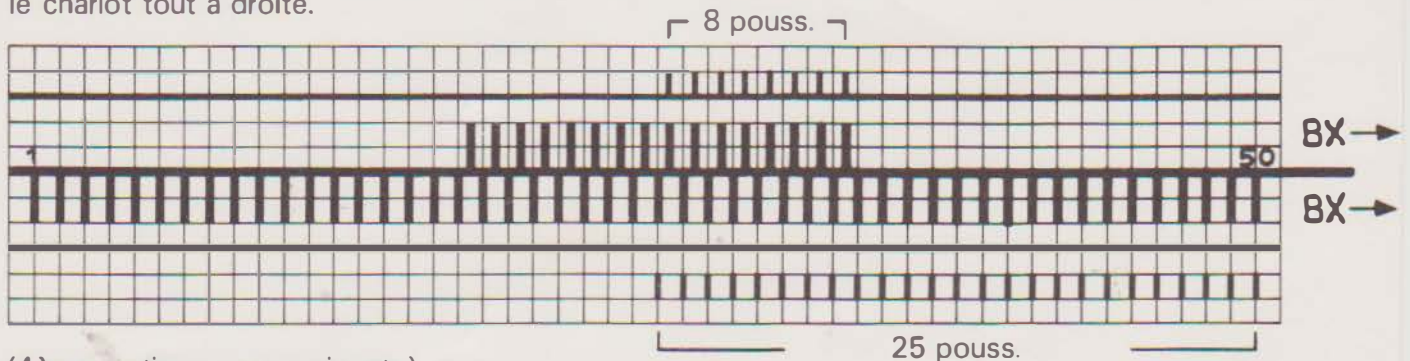 le chariot tout à droite.
8 pouss.
BX →
1
50
BX →
25 pouss.